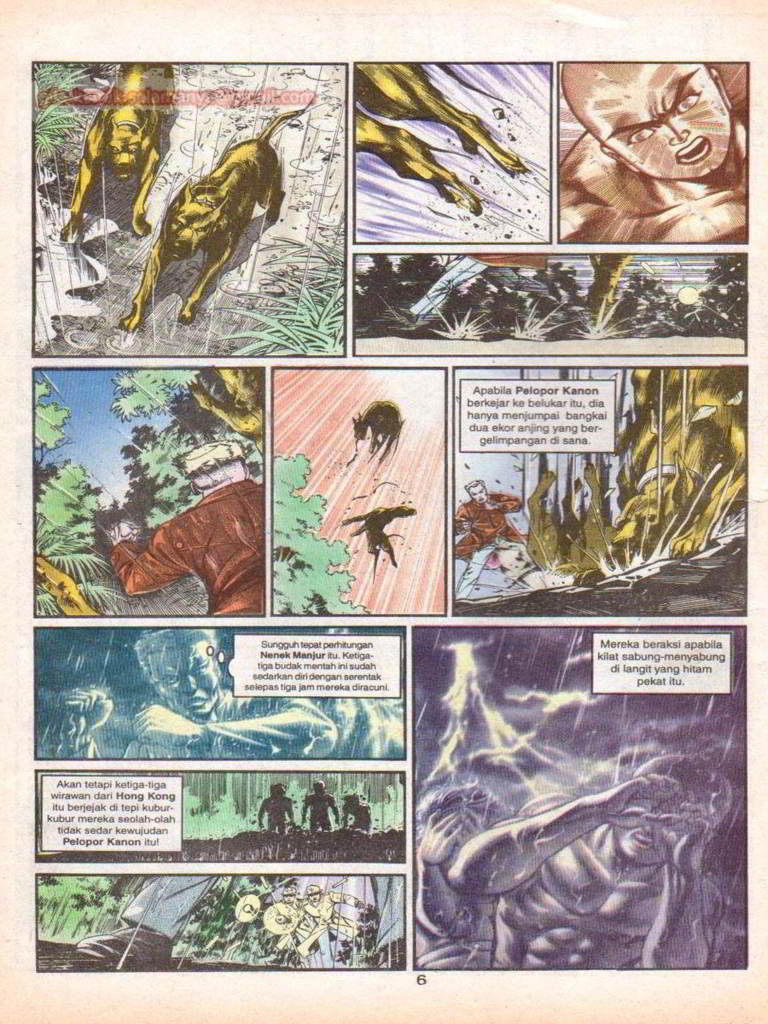 Apabila Pelopor Kanon
berkejar ke belukar itu, dia
hanya menjumpai bangkai
dua ekor anjing yang ber-
gelimpangan di sana.
Sungguh tepat perhitungan
Nenek Manjur itu. Ketiga-
tiga budak mentah ini sudah
sedarkan diri dengan serentak
selepas tiga jam mereka diracuni.
Mereka beraksi apabila
kilat sabung-menyabung
di langit yang hitam
pekat itu.
Akan tetapi ketiga-tiga
wirawan dari Hong Kong
itu berjejak di tepi kubur-
kubur mereka seolah-olah
tidak sedar kewujudan
Pelopor Kanon itu!
6